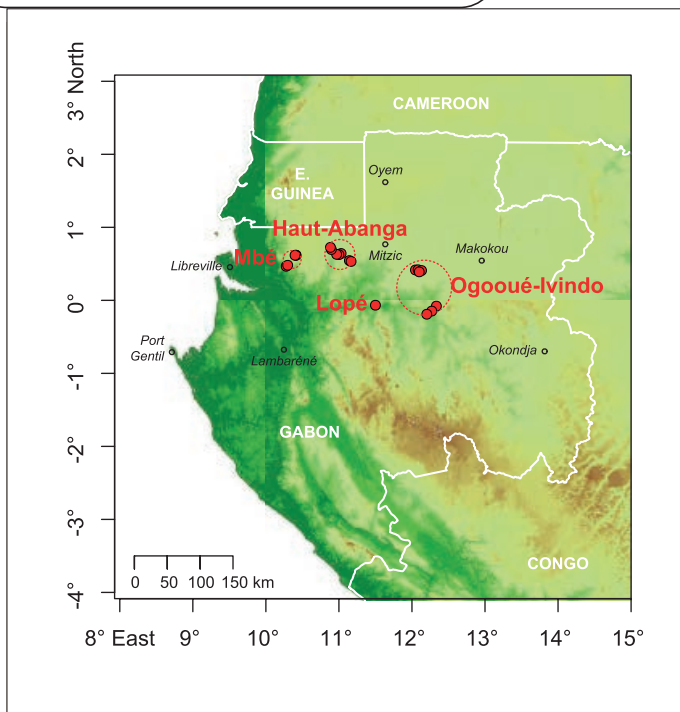 3° North
2°
1°
0°
-1°
-2°
-3°
-4°
CAMEROON
E.
GUINEA
Oyem
Haut-Abanga
Mbé
Libreville
Mitzic
Makokou
Ogooué-Ivindo
Lopé
Port
Gentil
Lambaréné
Okondja
GABON
CONGO
0 50 100 150 km
8° East 9° 10° 11° 12° 13° 14° 15°